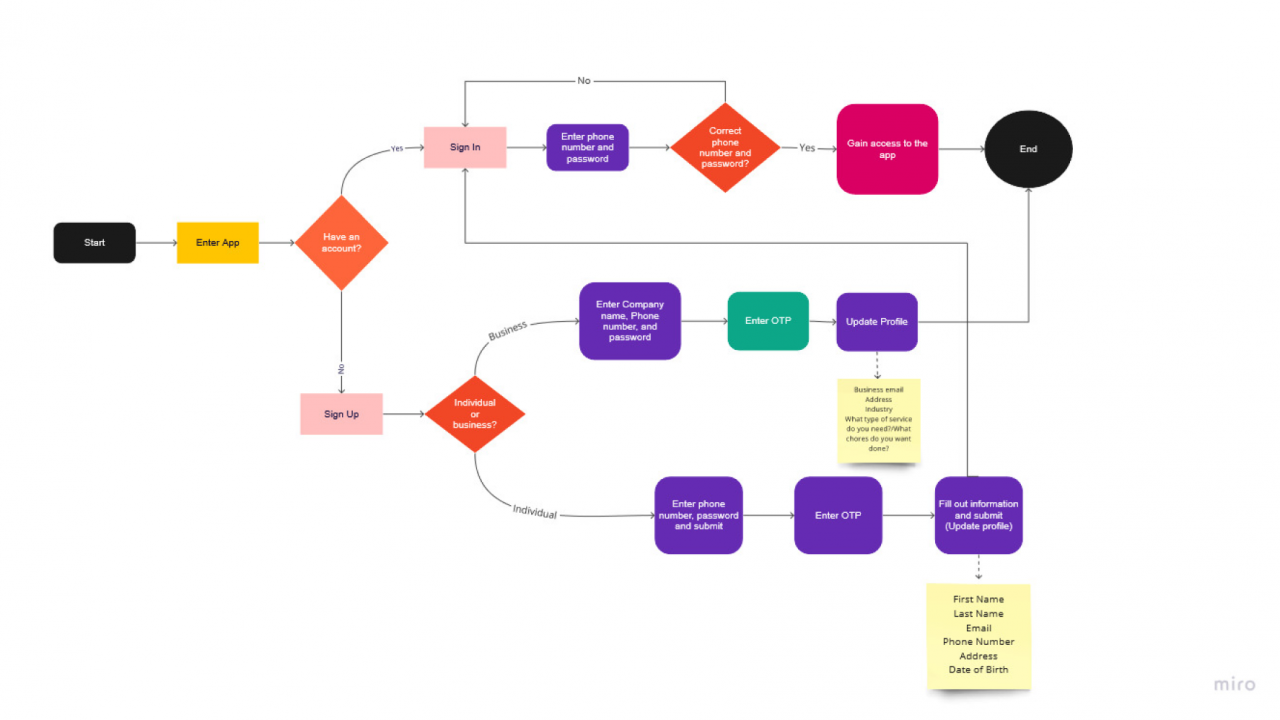 No
Correct
phone
number and
password?
Enter phone
number and
password
Gain access to the
app
Yes
Sign In
Yes
End
Start
Enter App
Have an
account?
Enter Company
name, Phone
number, and
password
Enter OTP
Update Profile
Business
No
Business email
Address
Industry
What type of service
do you need?/What
chores do you want
done?
Sign Up
Individual
or
business?
Individual
Enter phone
number, password
and submit
Enter OTP
Fill out information
and submit
(Update profile)
First Name
Last Name
Email
Phone Number
Address
Date of Birth
miro